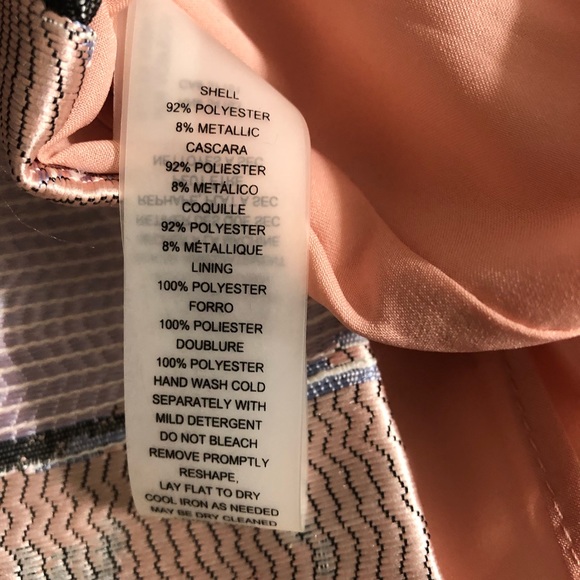 SHELL
92% POLYESTER
8% METALLIC
CASCARA
92% POLIESTER
8% METÁLICO
COQUILLE
92% POLYESTER
8% MÉTALLIQUE
LINING
100% POLYESTER
FORRO
100% POLIESTER
DOUBLURE
100% POLYESTER
HAND WASH COLD
SEPARATELY WITH
MILD DETERGENT
DO NOT BLEACH
REMOVE PROMPTLY
RESHAPE,
LAY FLAT TO DRY
COOL IRON AS NEEDED
MAY BE DRY CLEANED